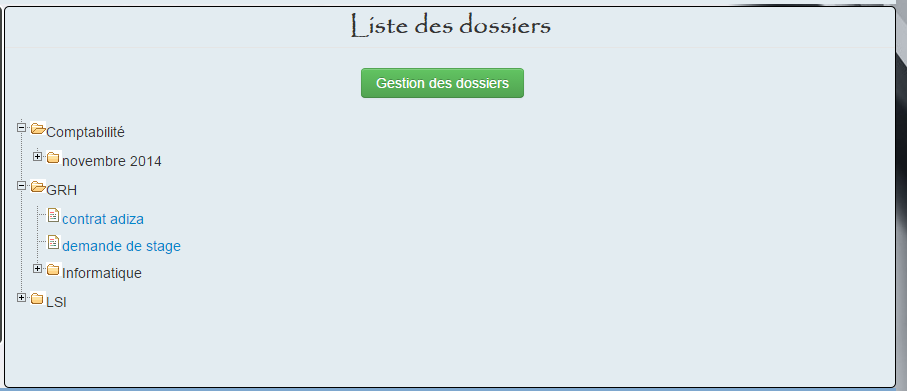 Liste des dossiers
Gestion des dossiers
Comptabilité
novembre 2014
GRH
contrat adiza
demande de stage
Informatique
LSI